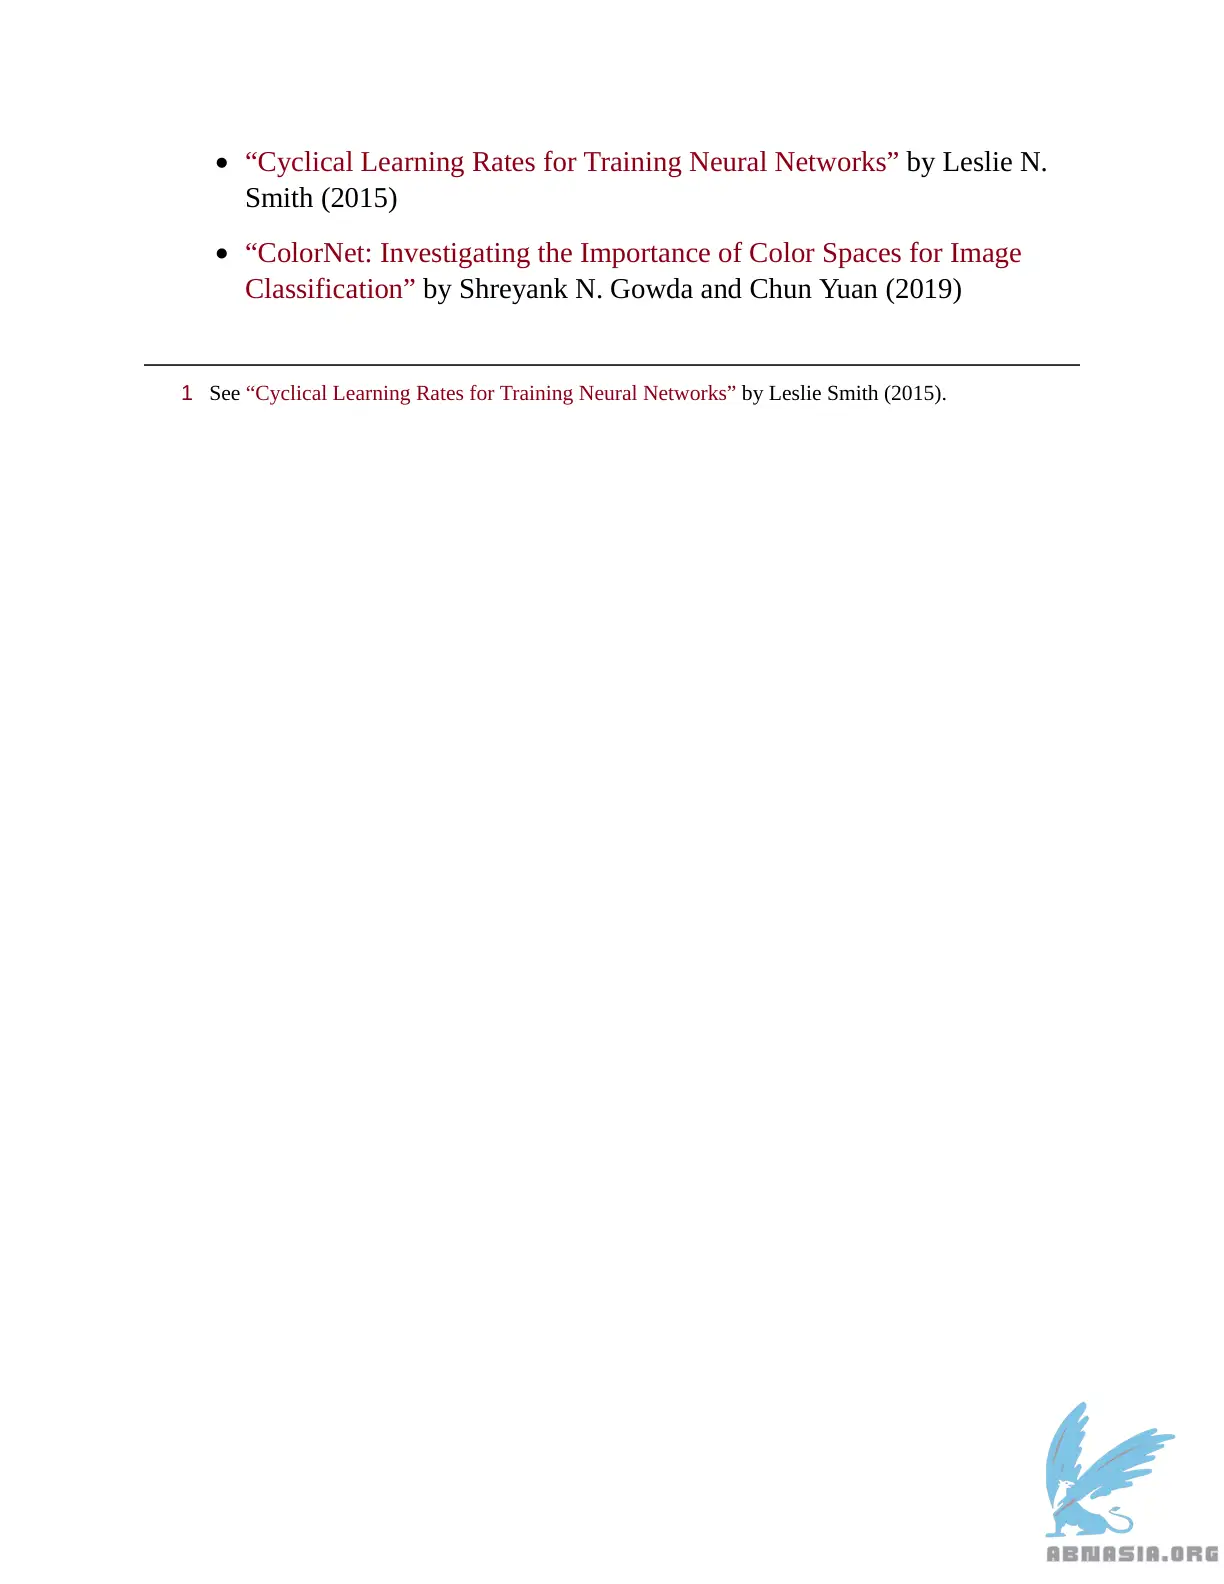 • “Cyclical Learning Rates for Training Neural Networks” by Leslie N.
Smith (2015)
• “ColorNet: Investigating the Importance of Color Spaces for Image
Classification” by Shreyank N. Gowda and Chun Yuan (2019)
1 See “Cyclical Learning Rates for Training Neural Networks” by Leslie Smith (2015).
ABNASIA.ORG